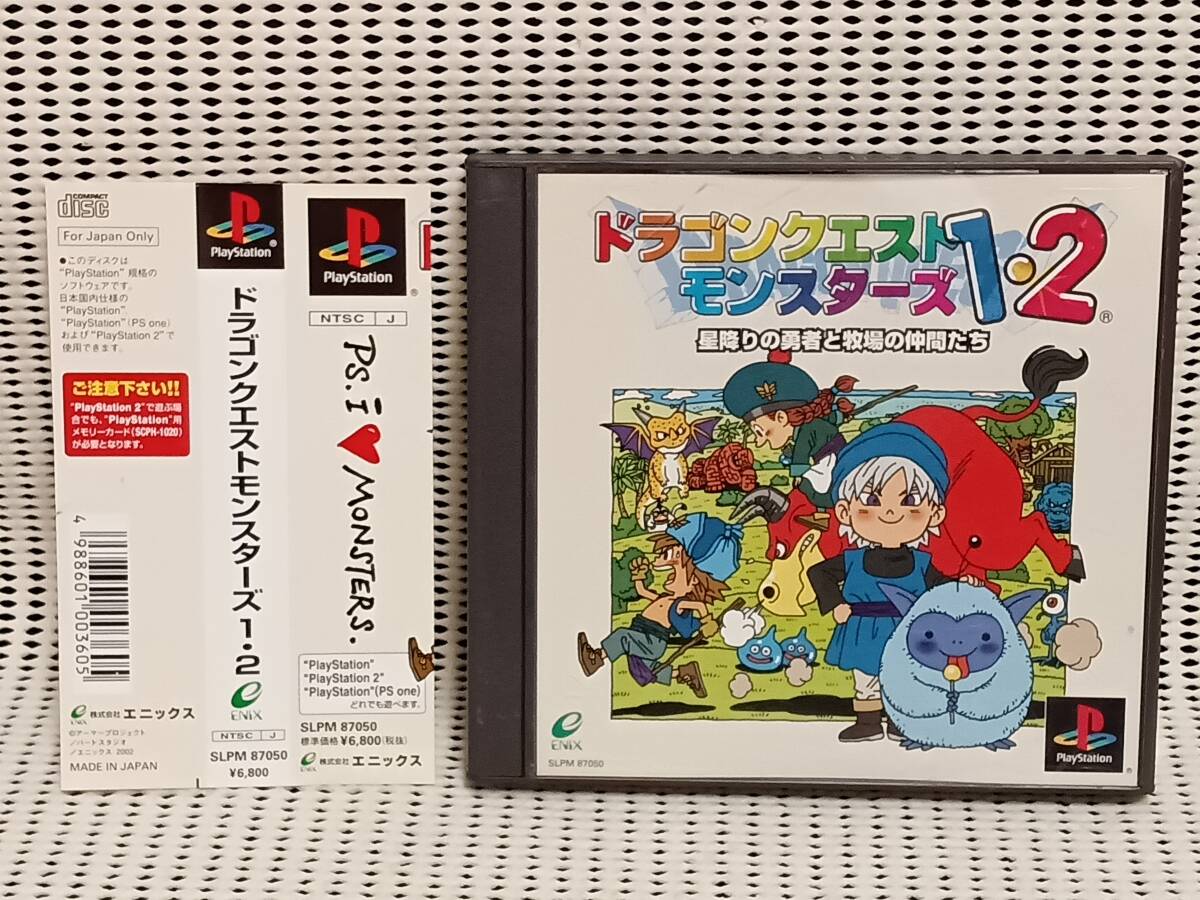 COMPACT
disc
For Japan Only
●このディスクは
"PlayStation" 規格の
ソフトウェアです。
日本国内仕様の
"PlayStation",
"PlayStation"(PS one)
および"PlayStation 2"で
使用できます。
ご注意下さい!!
"PlayStation 2"で遊ぶ場
合でも、"PlayStation"用
メモリーカード(SCPH-1020)
が必要となります。
4 988601 003605
株式会社 エニックス
©アーマープロジェクト
/バードスタジオ
/エニックス 2002
MADE IN JAPAN
PlayStation®
ドラゴンクエストモンスターズ1・2
ENIX
NTSC J
SLPM 87050
¥6,800
PlayStation®
NTSC J
PS. i ♥ MONSTERS.
"PlayStation"
"PlayStation 2"
"PlayStation"(PS one)
どれでも遊べます。
SLPM 87050
標準価格 ¥6,800(税抜)
株式会社 エニックス
ドラゴンクエスト
モンスターズ 1・2®
星降りの勇者と牧場の仲間たち
ENIX
SLPM 87050
PlayStation®